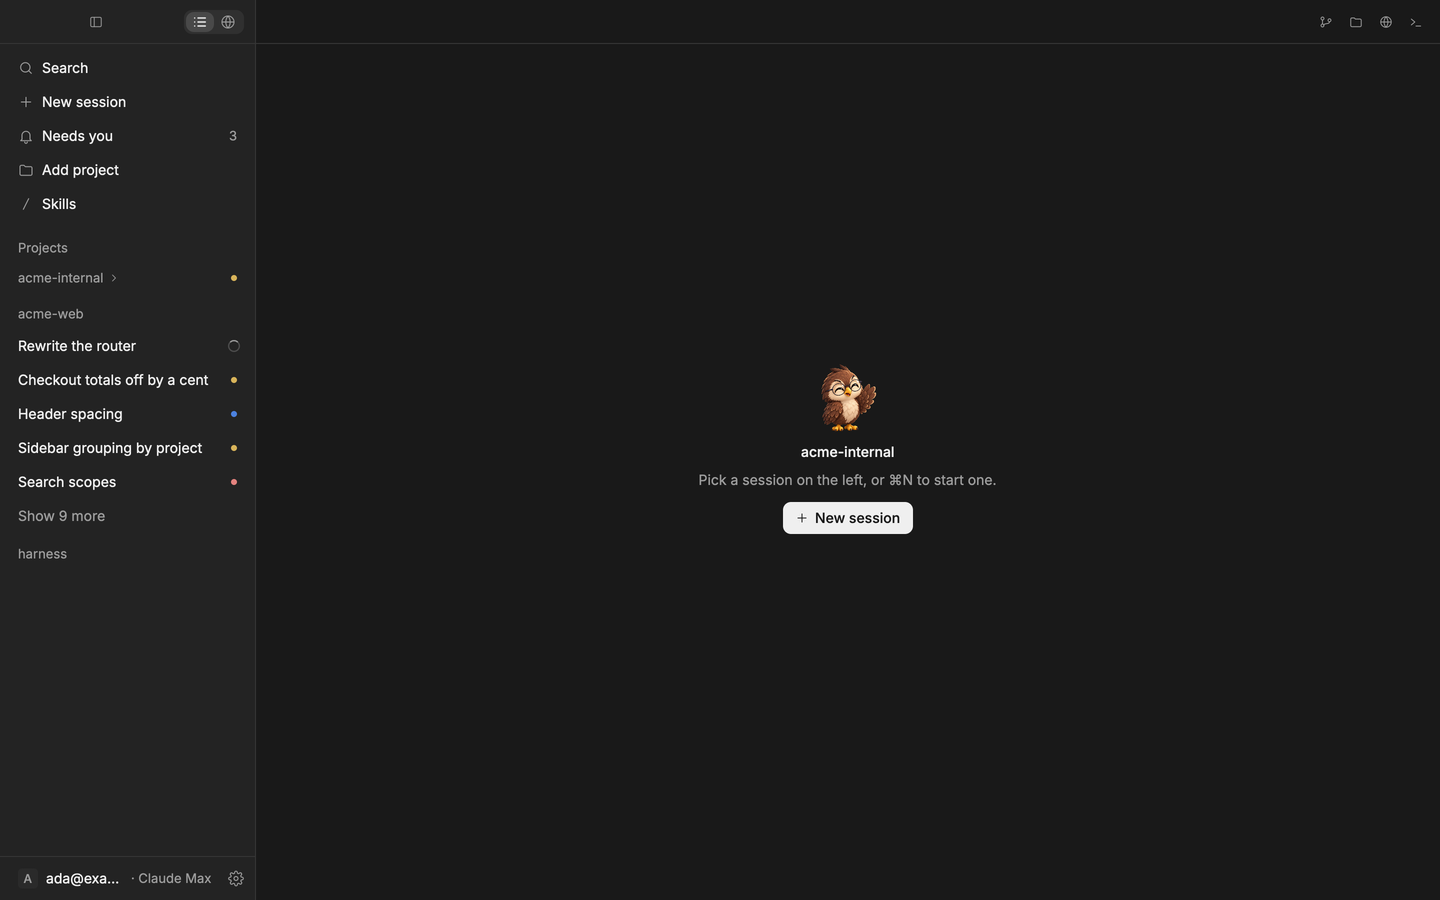 Search
New session
Needs you 3
Add project
Skills
Projects
acme-internal
acme-web
Rewrite the router
Checkout totals off by a cent
Header spacing
Sidebar grouping by project
Search scopes
Show 9 more
harness
A ada@exa... · Claude Max
acme-internal
Pick a session on the left, or ⌘N to start one.
+ New session